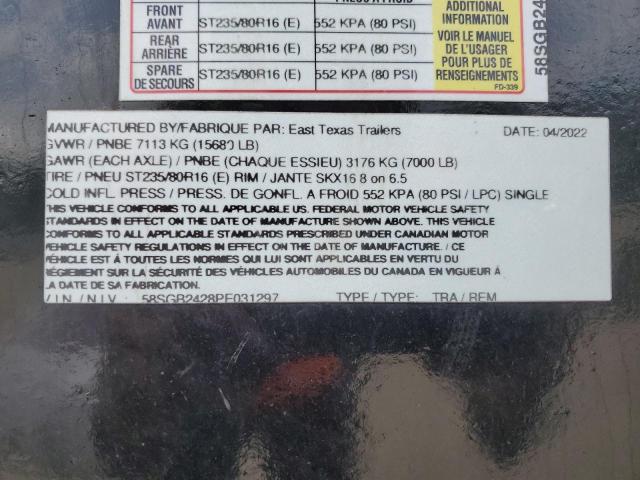 FRONT
AVANT
ST235/80R16 (E)
552 KPA (80 PSI)
REAR
ARRIÈRE
ST235/80R16 (E)
552 KPA (80 PSI)
SPARE
DE SECOURS
ST235/80R16 (E)
552 KPA (80 PSI)
ADDITIONAL
INFORMATION
VOIR LE MANUEL
DE L'USAGER
POUR PLUS DE
RENSEIGNEMENTS
FD-339
58SGB24
MANUFACTURED BY/FABRIQUE PAR: East Texas Trailers DATE: 04/2022
GVWR / PNBE 7113 KG (15680 LB)
GAWR (EACH AXLE) / PNBE (CHAQUE ESSIEU) 3176 KG (7000 LB)
TIRE / PNEU ST235/80R16 (E) RIM / JANTE SKX16 8 on 6.5
COLD INFL. PRESS / PRESS. DE GONFL. A FROID 552 KPA (80 PSI / LPC) SINGLE
THIS VEHICLE CONFORMS TO ALL APPLICABLE US. FEDERAL MOTOR VEHICLE SAFETY
STANDARDS IN EFFECT ON THE DATE OF MANUFACTURE SHOWN ABOVE. THIS VEHICLE
CONFORMS TO ALL APPLICABLE STANDARDS PRESCRIBED UNDER CANADIAN MOTOR
VEHICLE SAFETY REGULATIONS IN EFFECT ON THE DATE OF MANUFACTURE. / CE
VÉHICLE EST À TOUTES LES NORMES QUI LUI SONT APPLICABLES EN VERTU DU
RÉGIEMENT SUR LA SÉCURITÉ DES VÉHICLES AUTOMOBILES DU CANADA EN VIGUEUR À
LA DATE DE SA FABRICATION.
V.I.N. / N.I.V. 58SGB2428PE031297 TYPE / TYPE: TRA / REM